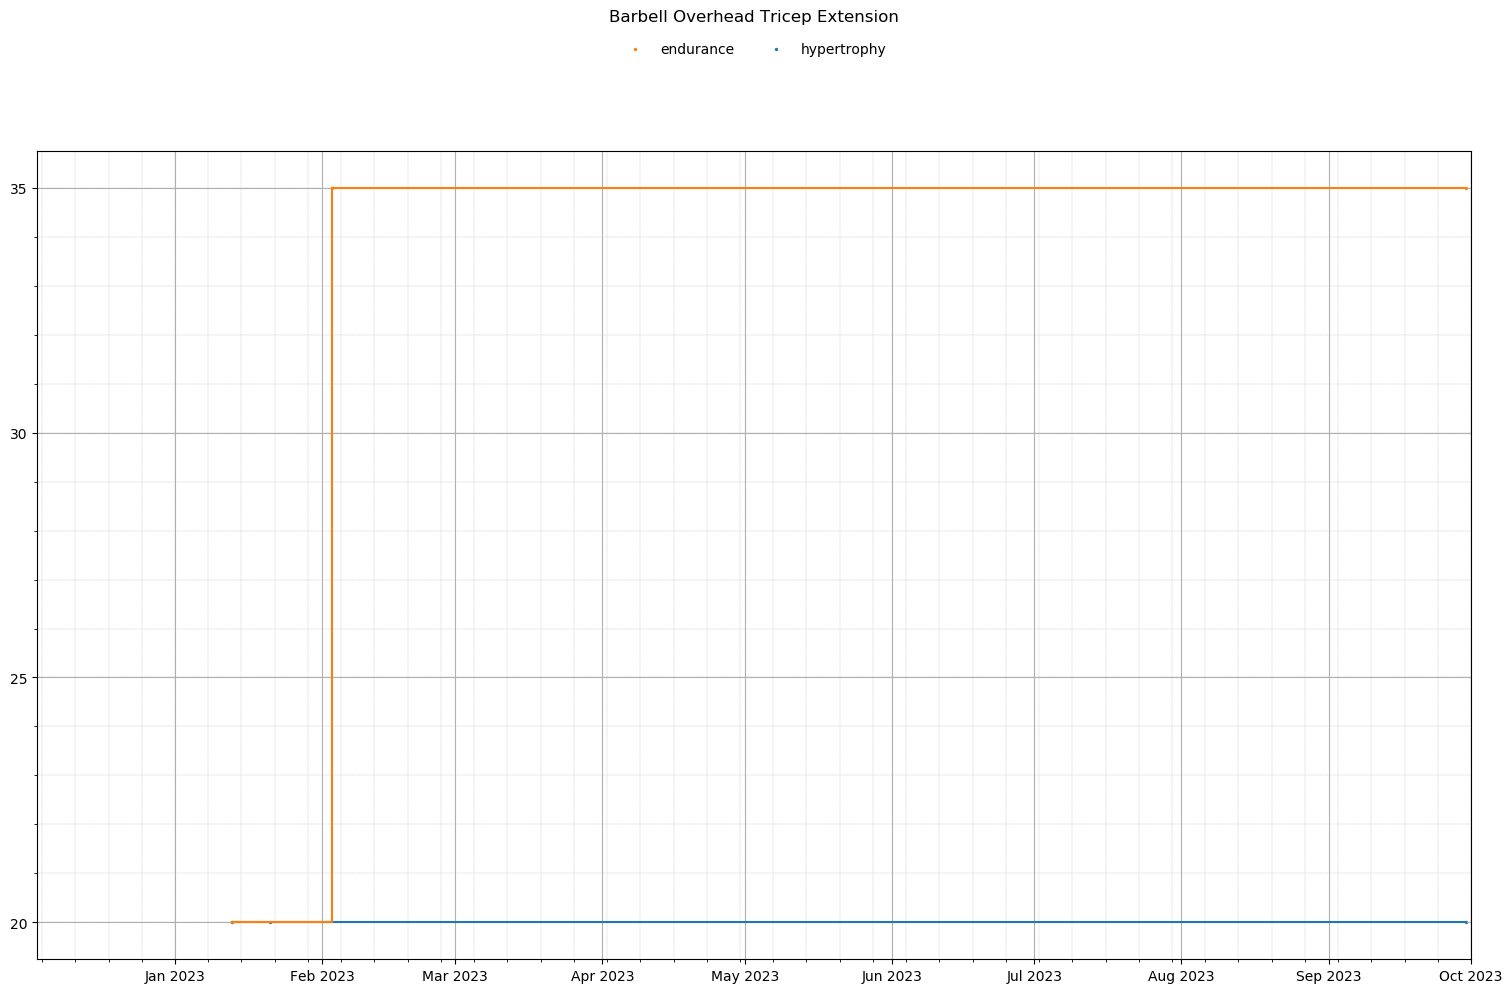 Barbell Overhead Tricep Extension
endurance hypertrophy
35
30
25
20
Jan 2023 Feb 2023 Mar 2023 Apr 2023 May 2023 Jun 2023 Jul 2023 Aug 2023 Sep 2023 Oct 2023